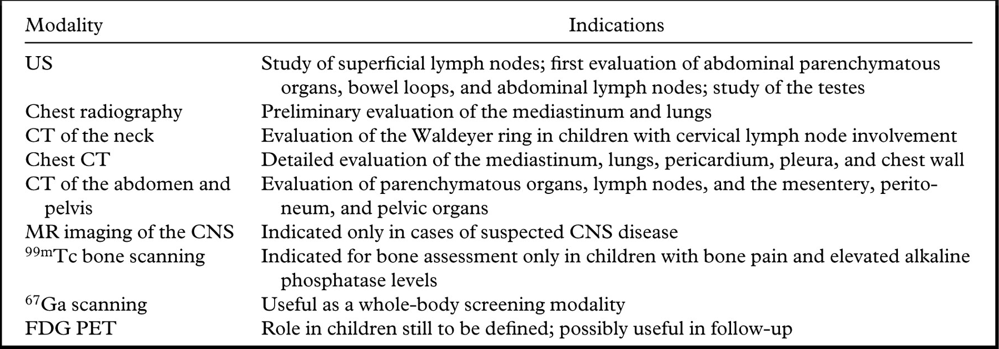 Modality Indications
US Study of superficial lymph nodes; first evaluation of abdominal parenchymatous
organs, bowel loops, and abdominal lymph nodes; study of the testes
Chest radiography Preliminary evaluation of the mediastinum and lungs
CT of the neck Evaluation of the Waldeyer ring in children with cervical lymph node involvement
Chest CT Detailed evaluation of the mediastinum, lungs, pericardium, pleura, and chest wall
CT of the abdomen and Evaluation of parenchymatous organs, lymph nodes, and the mesentery, perito-
pelvis neum, and pelvic organs
MR imaging of the CNS Indicated only in cases of suspected CNS disease
⁹⁹ᵐTc bone scanning Indicated for bone assessment only in children with bone pain and elevated alkaline
phosphatase levels
⁶⁷Ga scanning Useful as a whole-body screening modality
FDG PET Role in children still to be defined; possibly useful in follow-up